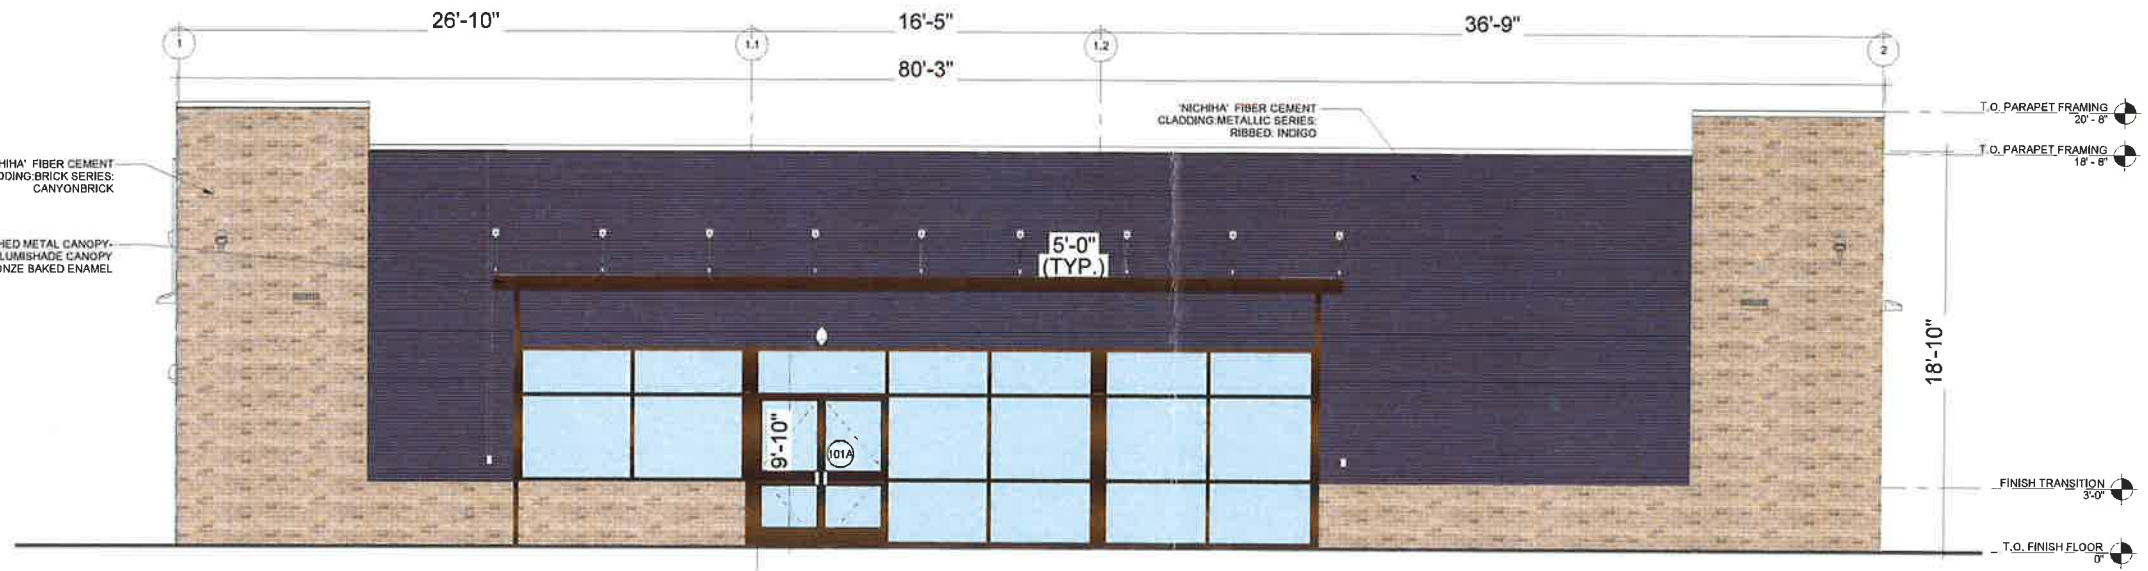 26'-10"
16'-5"
36'-9"
1
1.1
1.2
2
80'-3"
'NICHIHA' FIBER CEMENT
CLADDING:METALLIC SERIES:
RIBBED: INDIGO
T.O. PARAPET FRAMING
20' - 8"
T.O. PARAPET FRAMING
18' - 8"
HIHA' FIBER CEMENT
DDING:BRICK SERIES:
CANYONBRICK
HED METAL CANOPY-
LUMISHADE CANOPY
ONZE BAKED ENAMEL
5'-0"
(TYP.)
18'-10"
9'-10"
101A
FINISH TRANSITION
3'-0"
T.O. FINISH FLOOR
0"